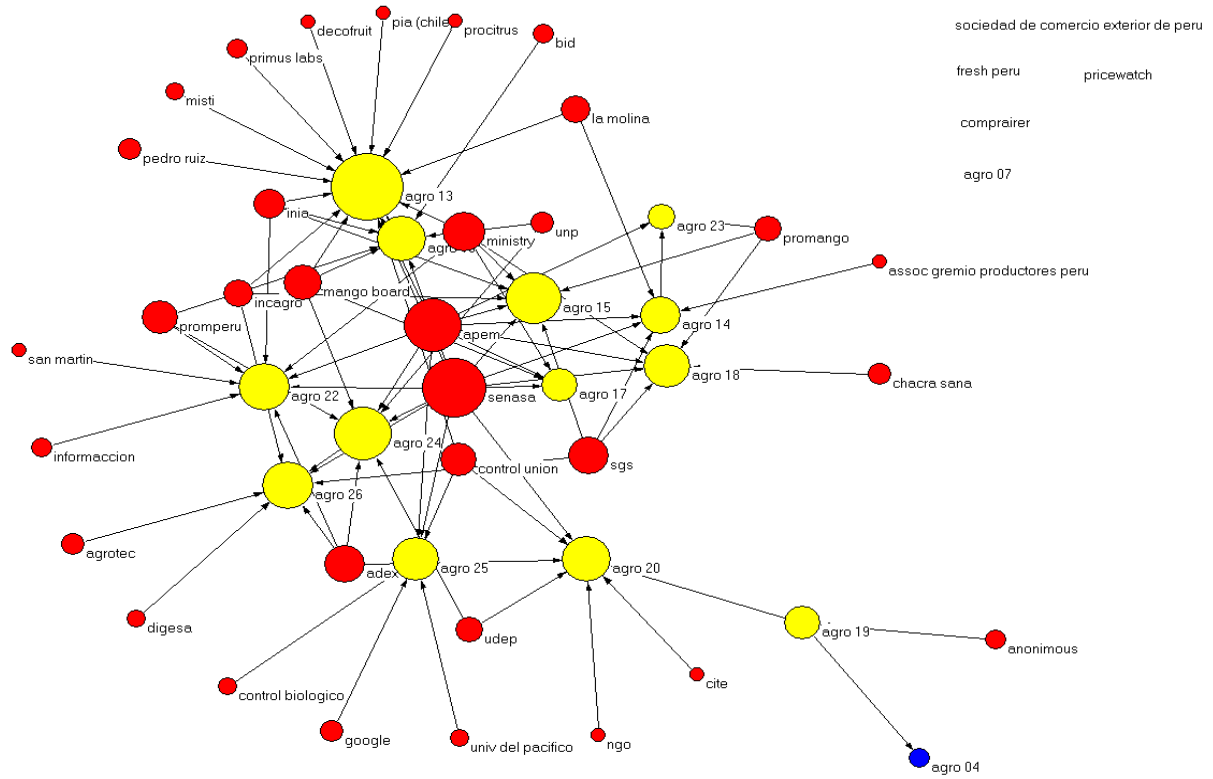 pia (chile
decofruit
procitrus
sociedad de comercio exterior de peru
bid
primus labs
fresh peru
pricewatch
misti
la molina
comprairer
pedro ruiz
agro 07
agro 13
inia
agro 23
unp
promango
ministry
agro
assoc gremio productores peru
mango board
incagro
agro 15
agro 14
promperu
apem
san martin
agro 18
chacra sana
agro 22
senasa
agro 17
agro 24
informaccion
sgs
control union
agro 26
agrotec
adex
agro 25
agro 20
digesa
agro 19
udep
anonimous
cite
control biologico
google
univ del pacifico
ngo
agro 04